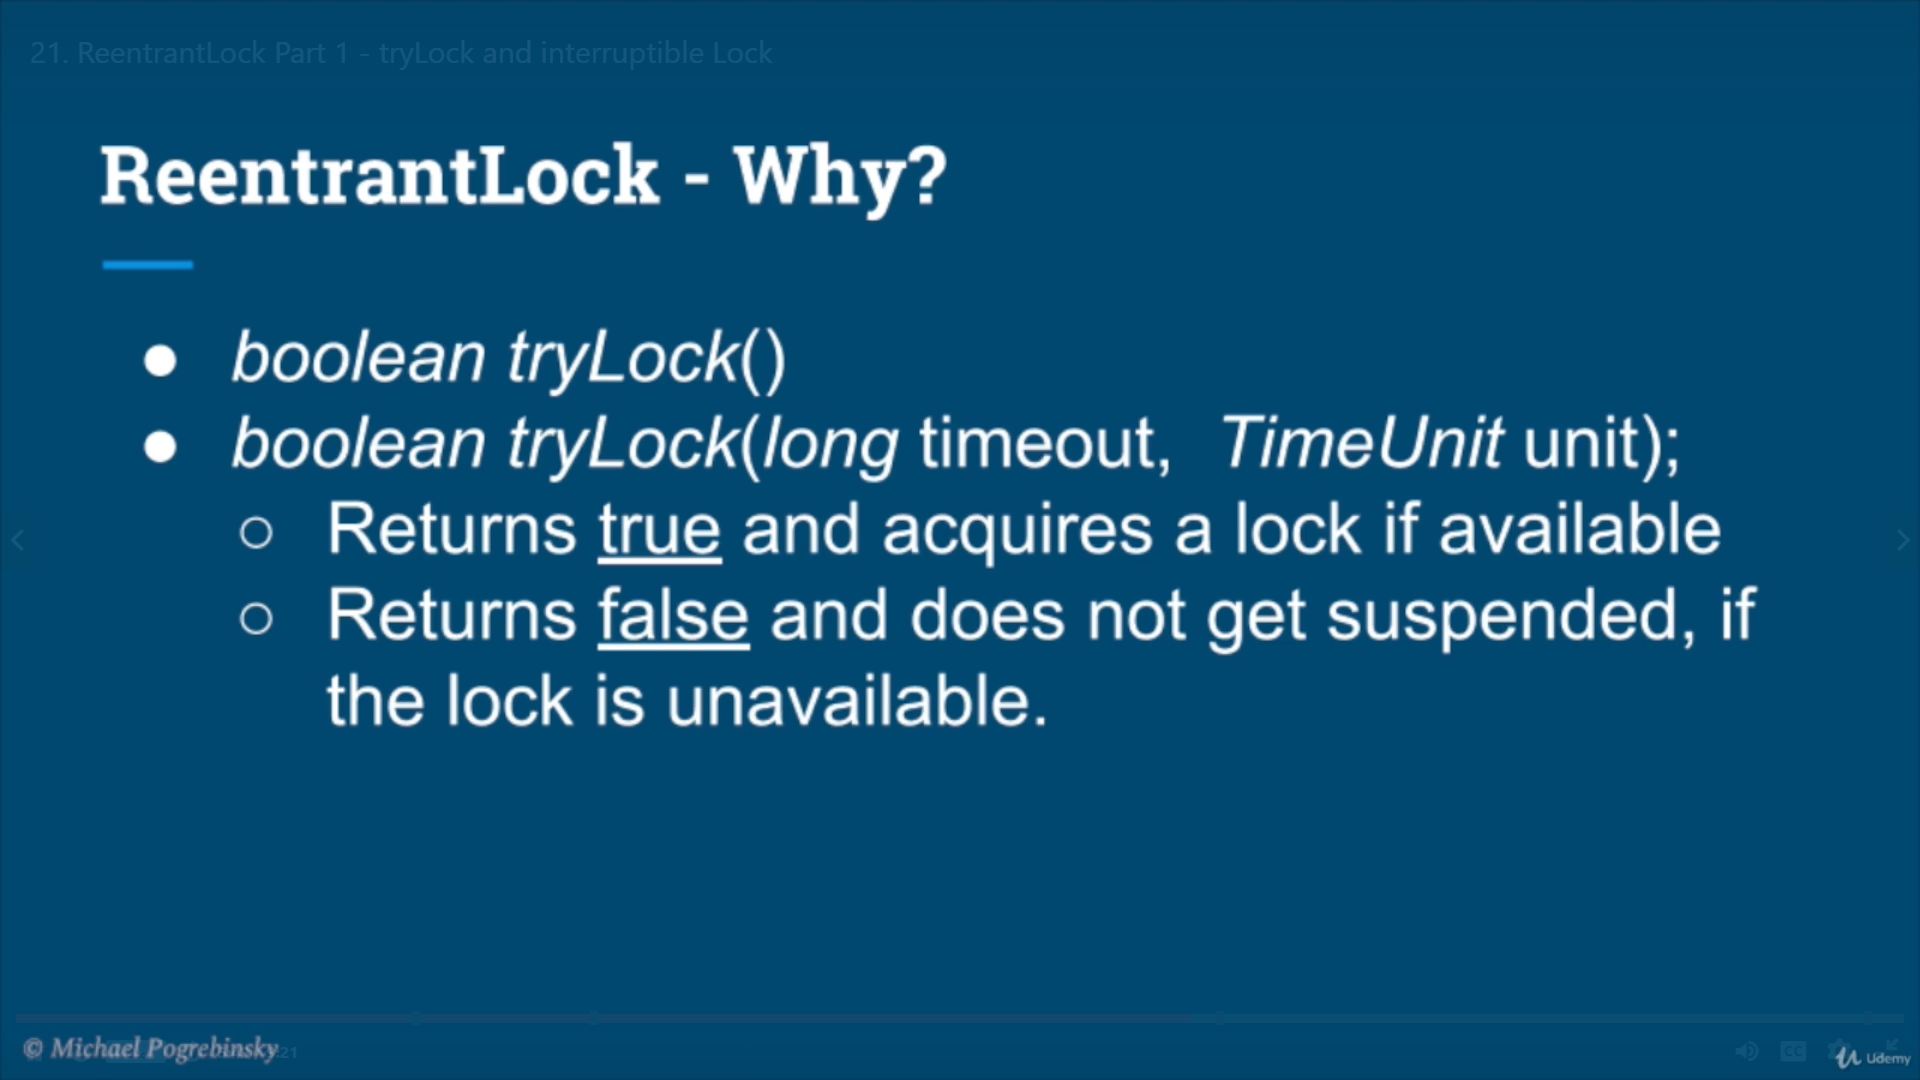 21. ReentrantLock Part 1 - tryLock and interruptible Lock
ReentrantLock - Why?
● boolean tryLock()
● boolean tryLock(long timeout, TimeUnit unit);
○ Returns true and acquires a lock if available
○ Returns false and does not get suspended, if
the lock is unavailable.
© Michael Pogrebinsky
CC
Udemy